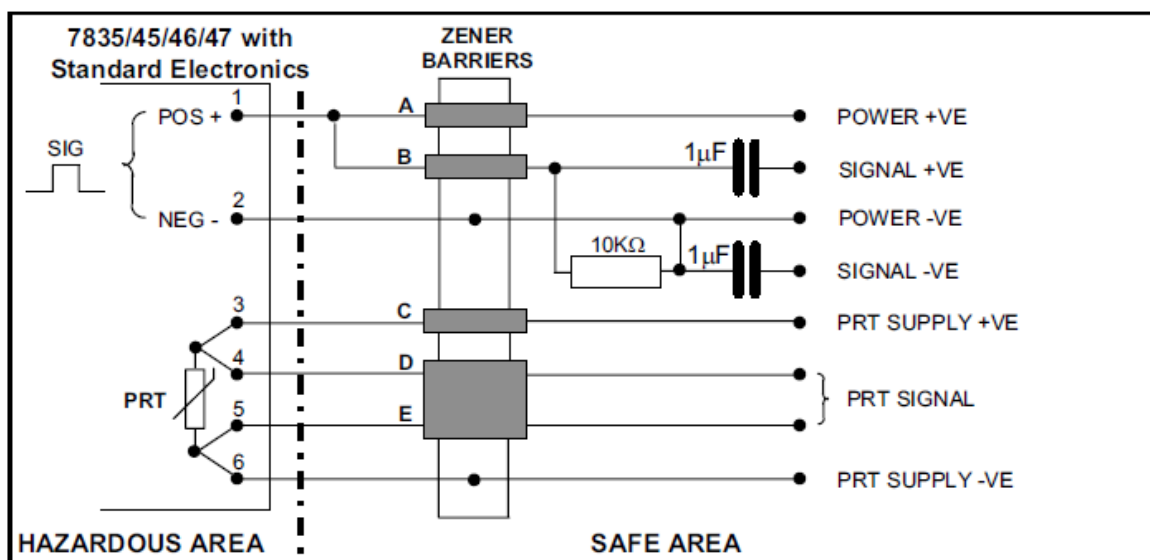 7835/45/46/47 with
Standard Electronics
ZENER
BARRIERS
1
POS +
A
POWER +VE
SIG
B
1µF
SIGNAL +VE
2
NEG -
POWER -VE
10KΩ
1µF
SIGNAL -VE
3
C
PRT SUPPLY +VE
4
D
PRT
PRT SIGNAL
5
E
6
PRT SUPPLY -VE
HAZARDOUS AREA
SAFE AREA